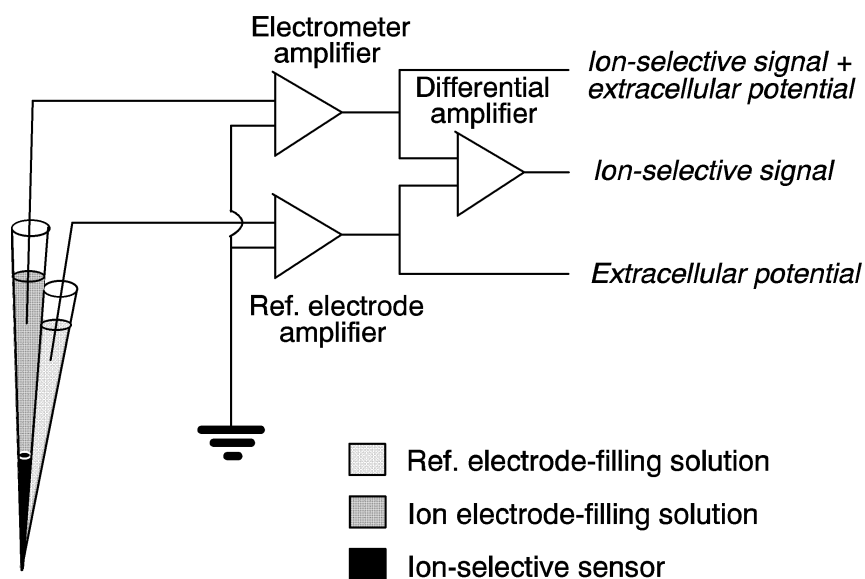 Electrometer
amplifier
Ion-selective signal +
extracellular potential
Differential
amplifier
Ion-selective signal
Extracellular potential
Ref. electrode
amplifier
Ref. electrode-filling solution
Ion electrode-filling solution
Ion-selective sensor